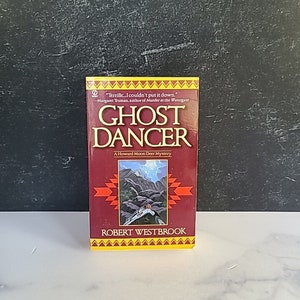 "Terrific...I couldn't put it down."
—Margaret Truman, author of Murder at the Watergate
GHOST
DANCER
A Howard Moon Deer Mystery
ROBERT WESTBROOK